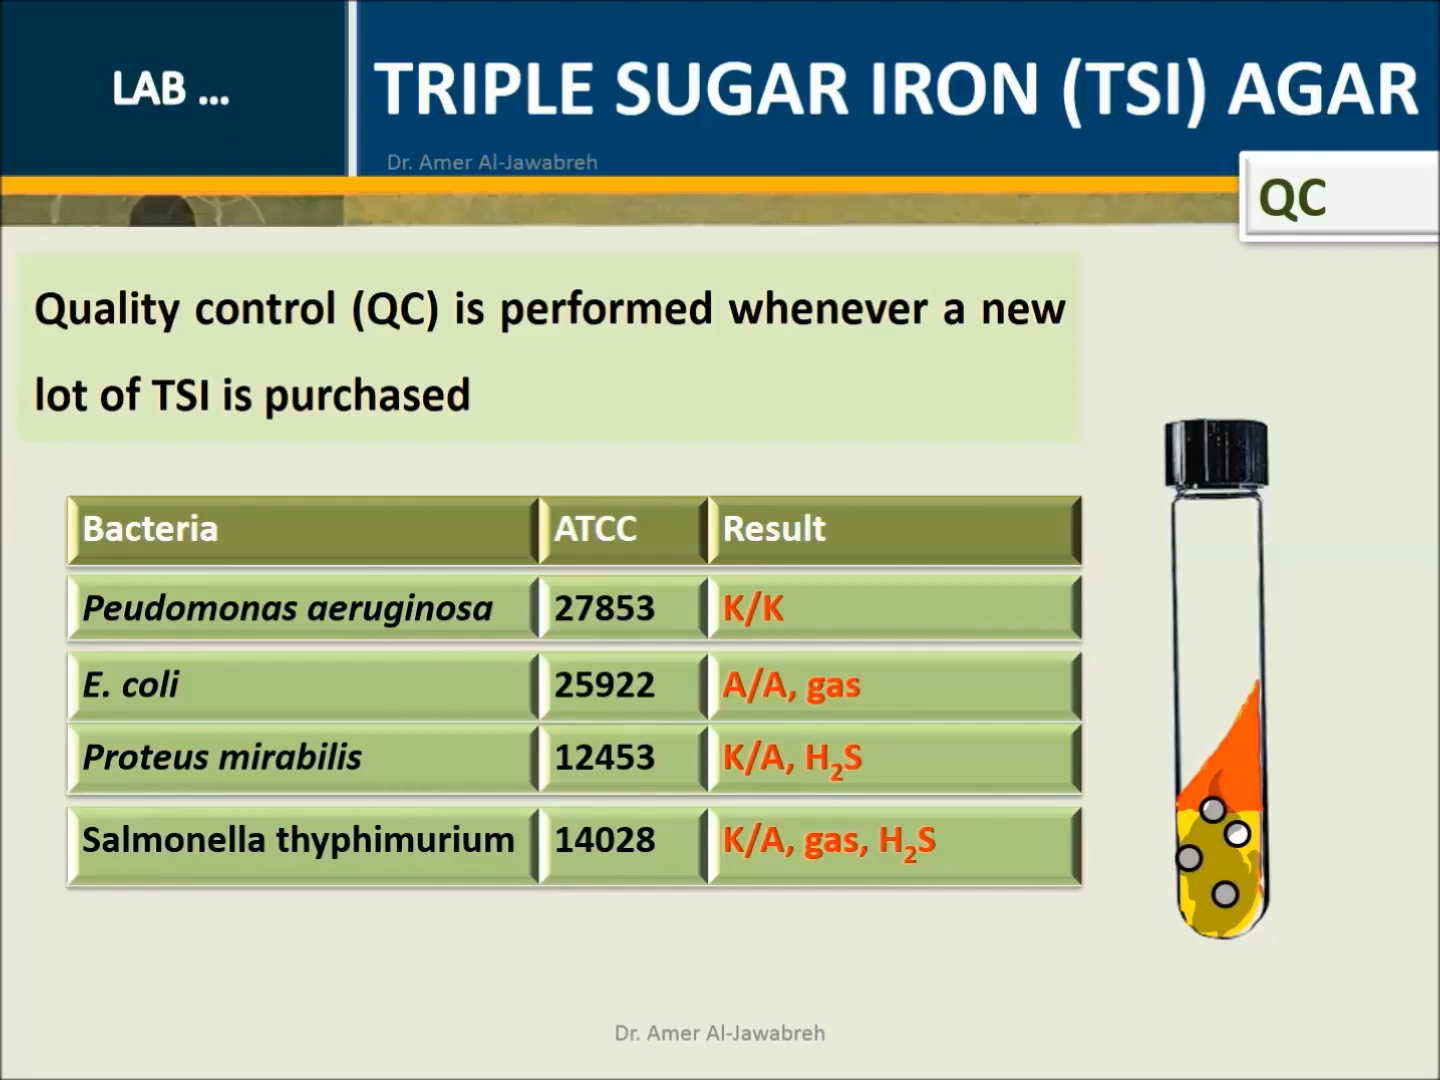 LAB ...
TRIPLE SUGAR IRON (TSI) AGAR
Dr. Amer Al-Jawabreh
QC
Quality control (QC) is performed whenever a new
lot of TSI is purchased
Bacteria ATCC Result
Peudomonas aeruginosa 27853 K/K
E. coli 25922 A/A, gas
Proteus mirabilis 12453 K/A, H₂S
Salmonella thyphimurium 14028 K/A, gas, H₂S
Dr. Amer Al-Jawabreh